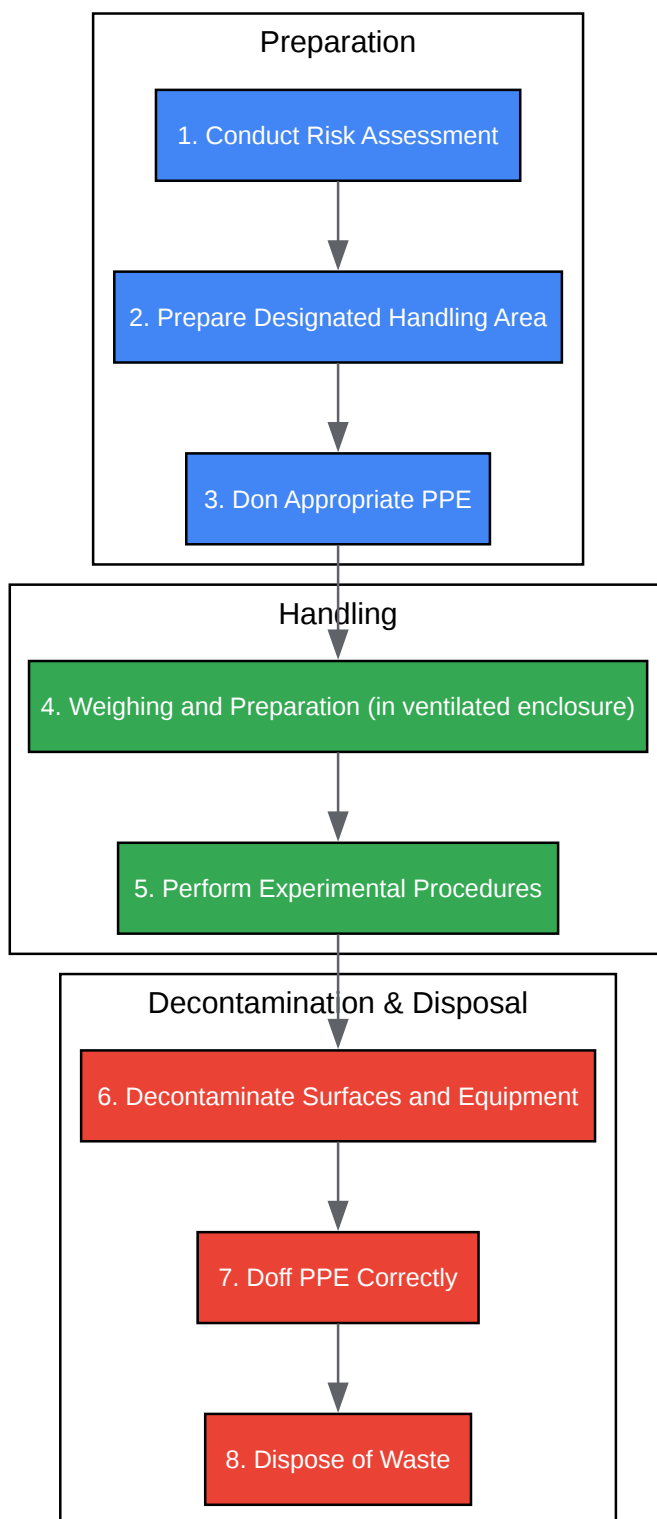 Preparation
1. Conduct Risk Assessment
2. Prepare Designated Handling Area
3. Don Appropriate PPE
Handling
4. Weighing and Preparation (in ventilated enclosure)
5. Perform Experimental Procedures
Decontamination & Disposal
6. Decontaminate Surfaces and Equipment
7. Doff PPE Correctly
8. Dispose of Waste